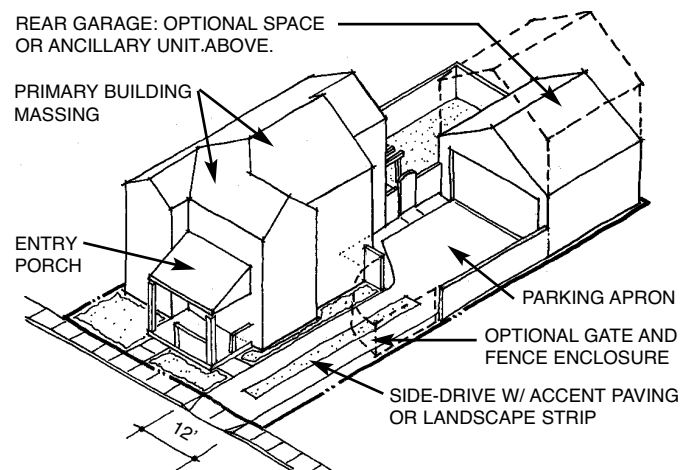 REAR GARAGE: OPTIONAL SPACE
OR ANCILLARY UNIT.ABOVE.
PRIMARY BUILDING
MASSING
ENTRY
PORCH
PARKING APRON
OPTIONAL GATE AND
FENCE ENCLOSURE
SIDE-DRIVE W/ ACCENT PAVING
OR LANDSCAPE STRIP
12'